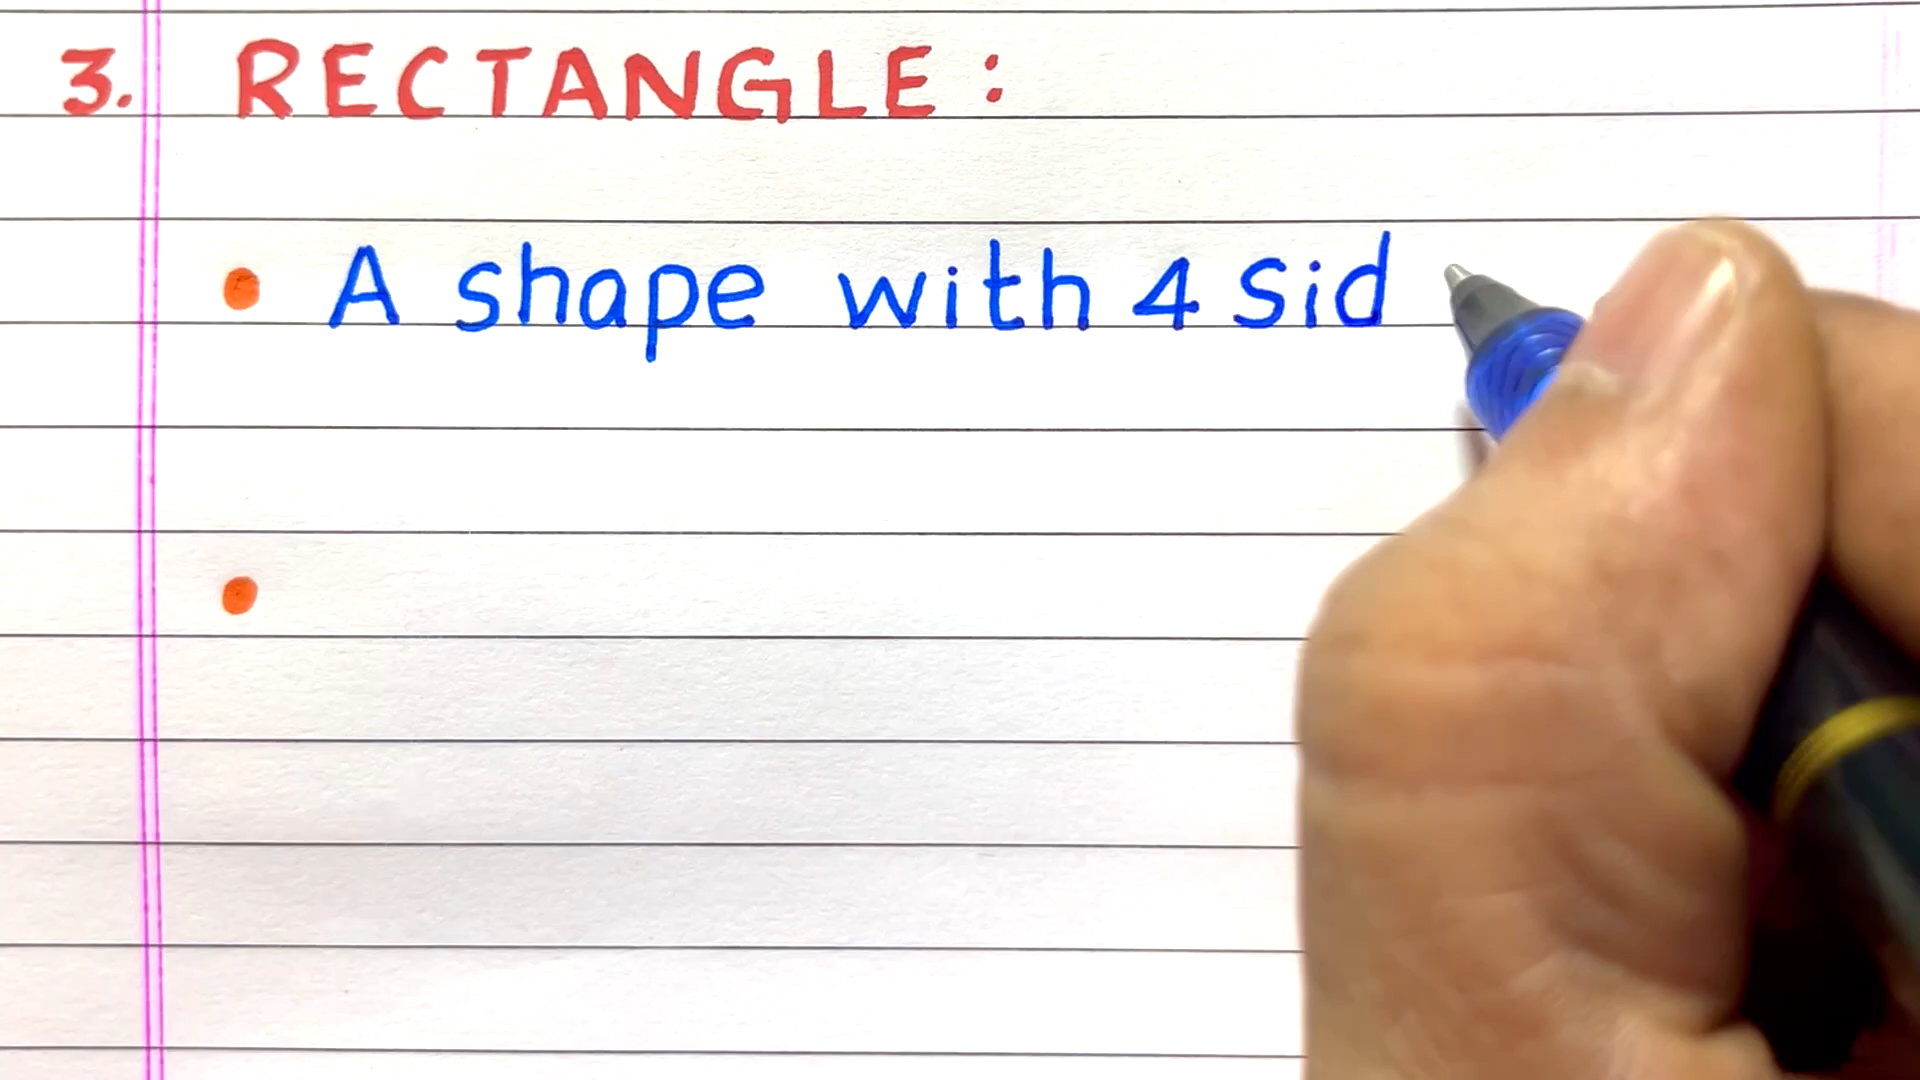 3. RECTANGLE :
• A shape with 4 sid
•